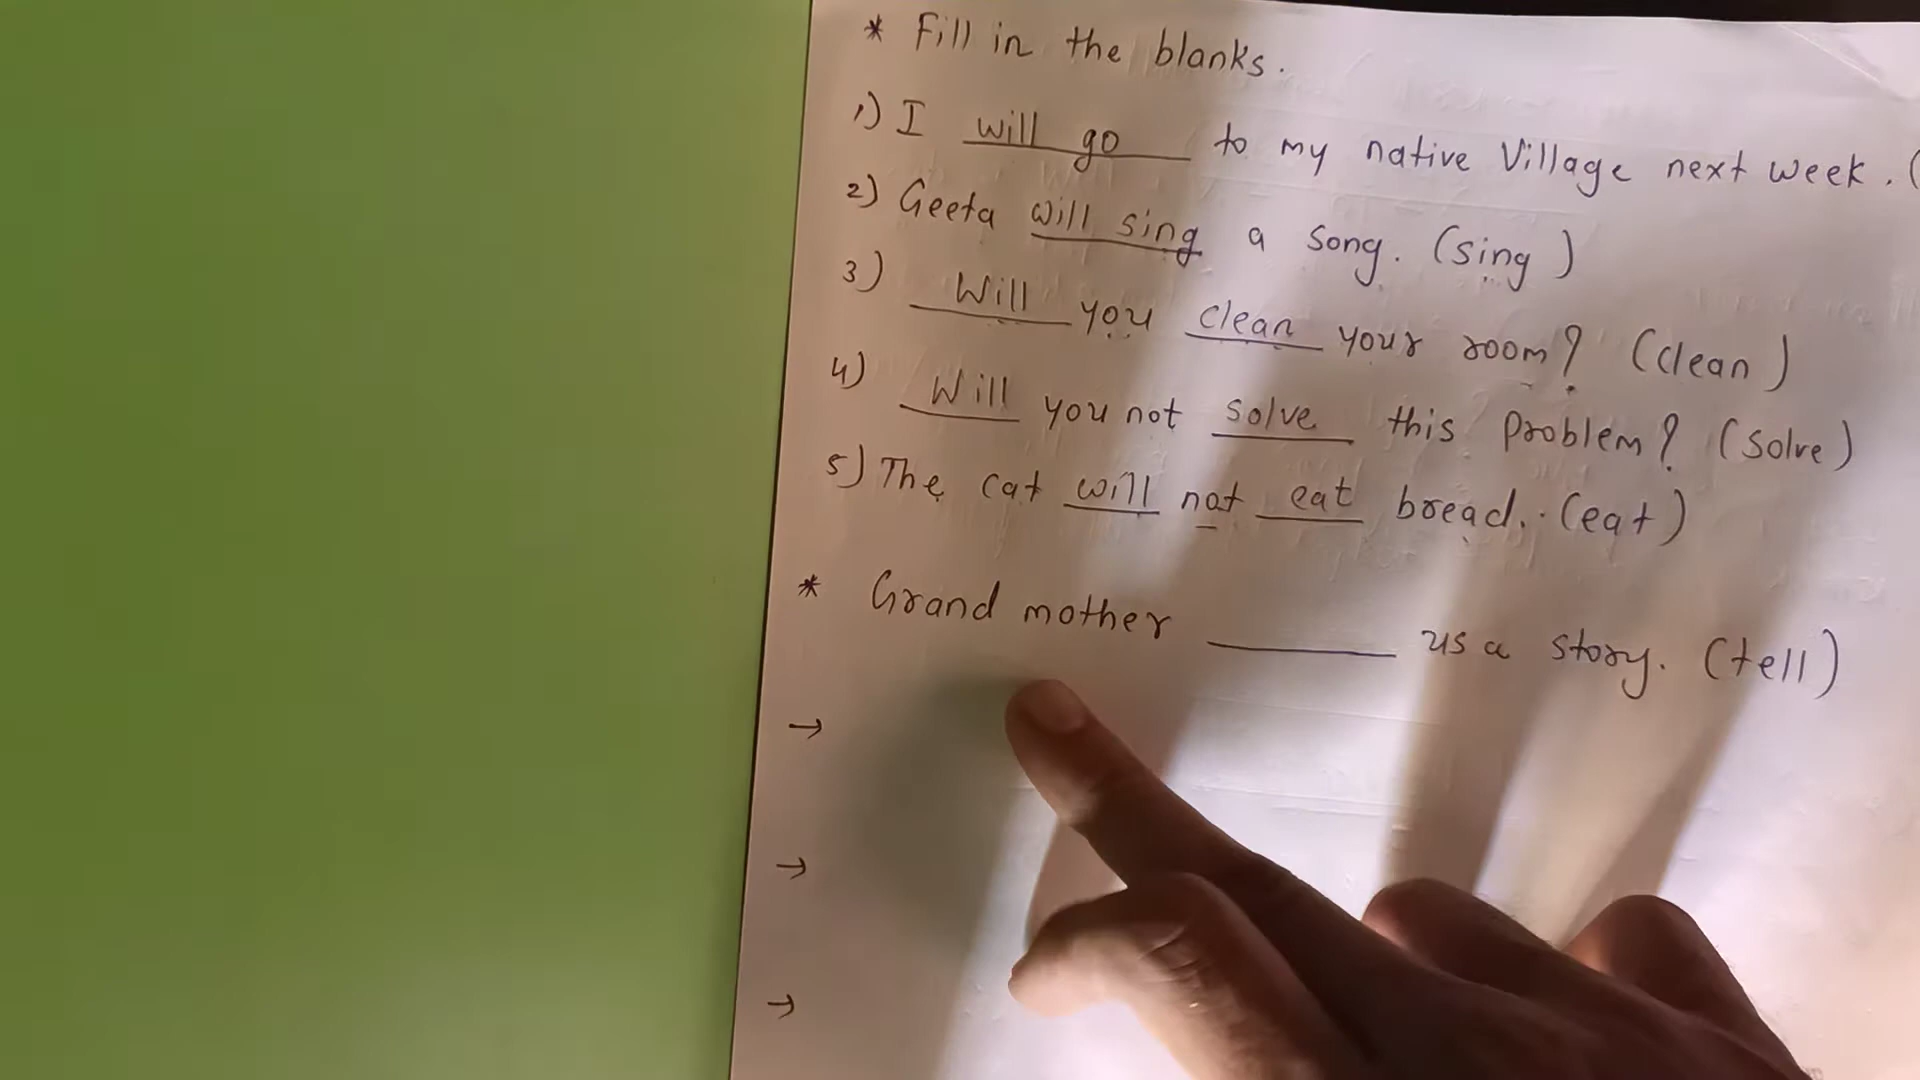 * Fill in the blanks.
1) I will go to my native Village next week. (
2) Geeta will sing a song. (sing)
3) Will you clean your room? (clean)
4) Will you not solve this problem? (solve)
5) The cat will not eat bread. (eat)
* Grand mother ______ us a story. (tell)
→
→
→